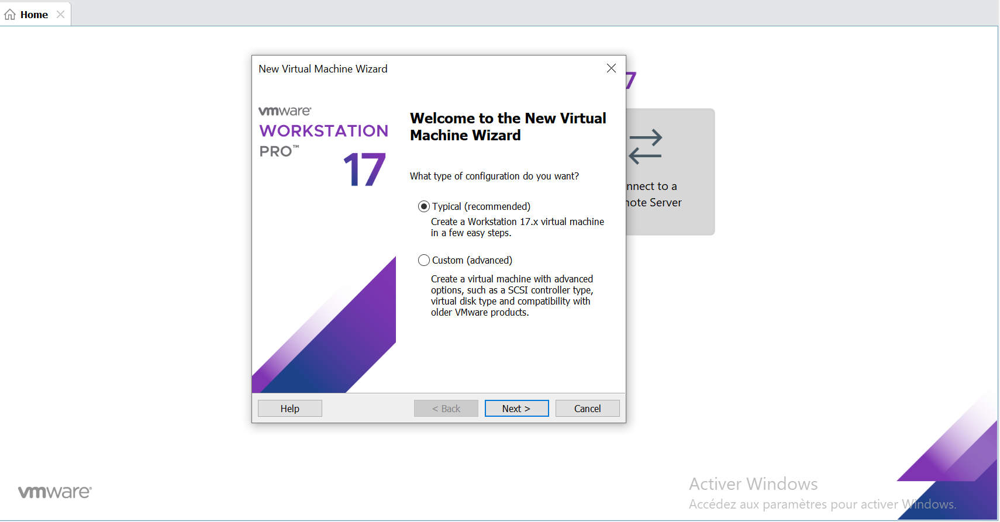 Home
New Virtual Machine Wizard
7
vmware®
WORKSTATION
PRO™
17
Welcome to the New Virtual
Machine Wizard
What type of configuration do you want?
Typical (recommended)
Create a Workstation 17.x virtual machine
in a few easy steps.
Custom (advanced)
Create a virtual machine with advanced
options, such as a SCSI controller type,
virtual disk type and compatibility with
older VMware products.
nnect to a
note Server
Help
< Back
Next >
Cancel
vmware®
Activer Windows
Accédez aux paramètres pour activer Windows.